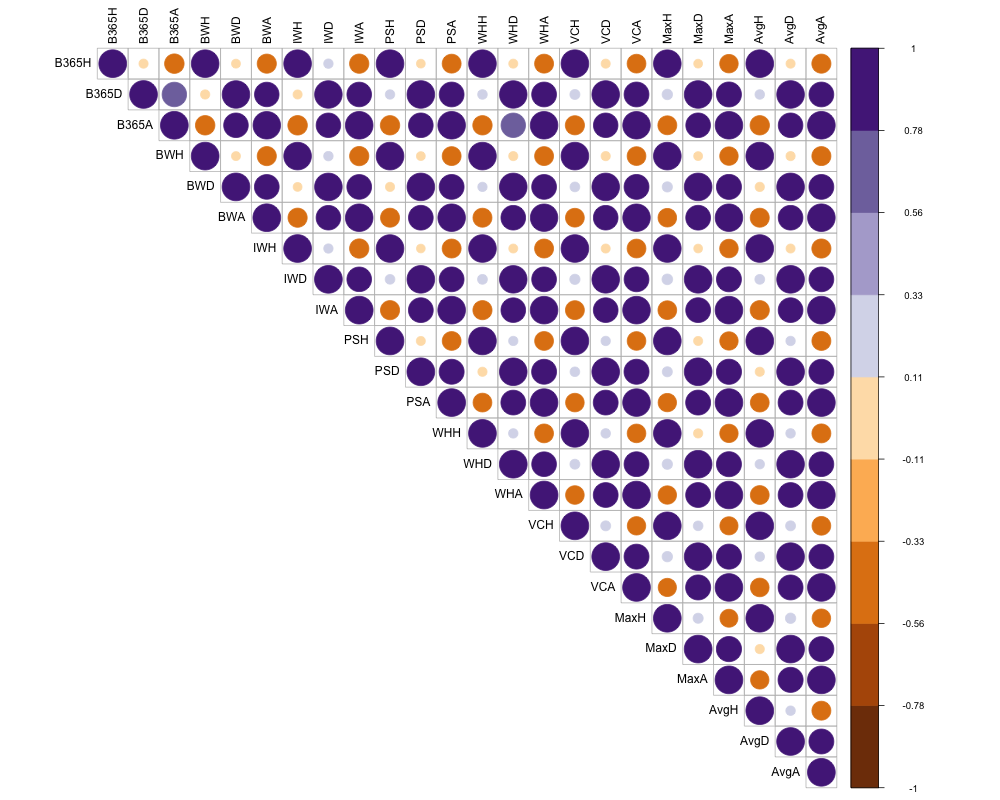 B365H B365D B365A BWH BWD BWA IWH IWD IWA PSH PSD PSA WHH WHD WHA VCH VCD VCA MaxH MaxD MaxA AvgH AvgD AvgA
B365H
B365D
B365A
BWH
BWD
BWA
IWH
IWD
IWA
PSH
PSD
PSA
WHH
WHD
WHA
VCH
VCD
VCA
MaxH
MaxD
MaxA
AvgH
AvgD
AvgA
1
0.78
0.56
0.33
0.11
-0.11
-0.33
-0.56
-0.78
-1